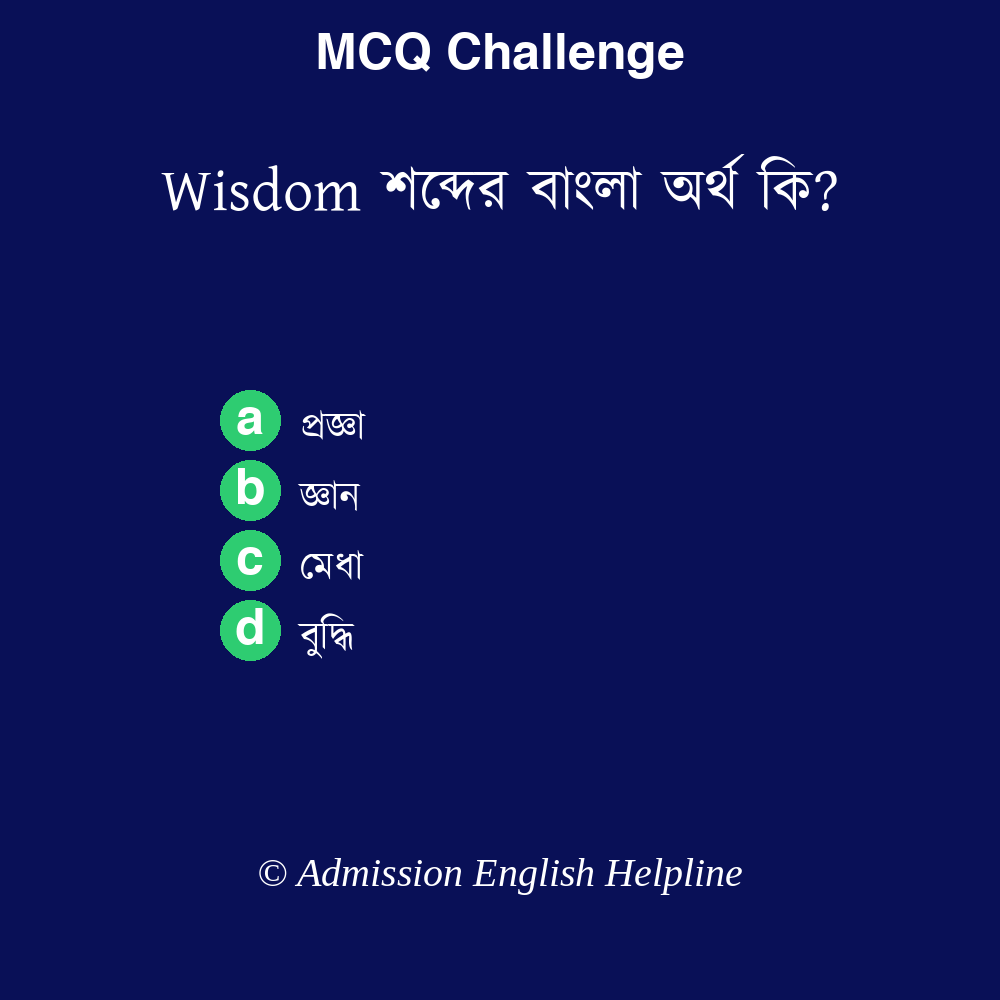 MCQ Challenge
Wisdom শব্দের বাংলা অর্থ কি?
a প্রজ্ঞা
b জ্ঞান
c মেধা
d বুদ্ধি
© Admission English Helpline